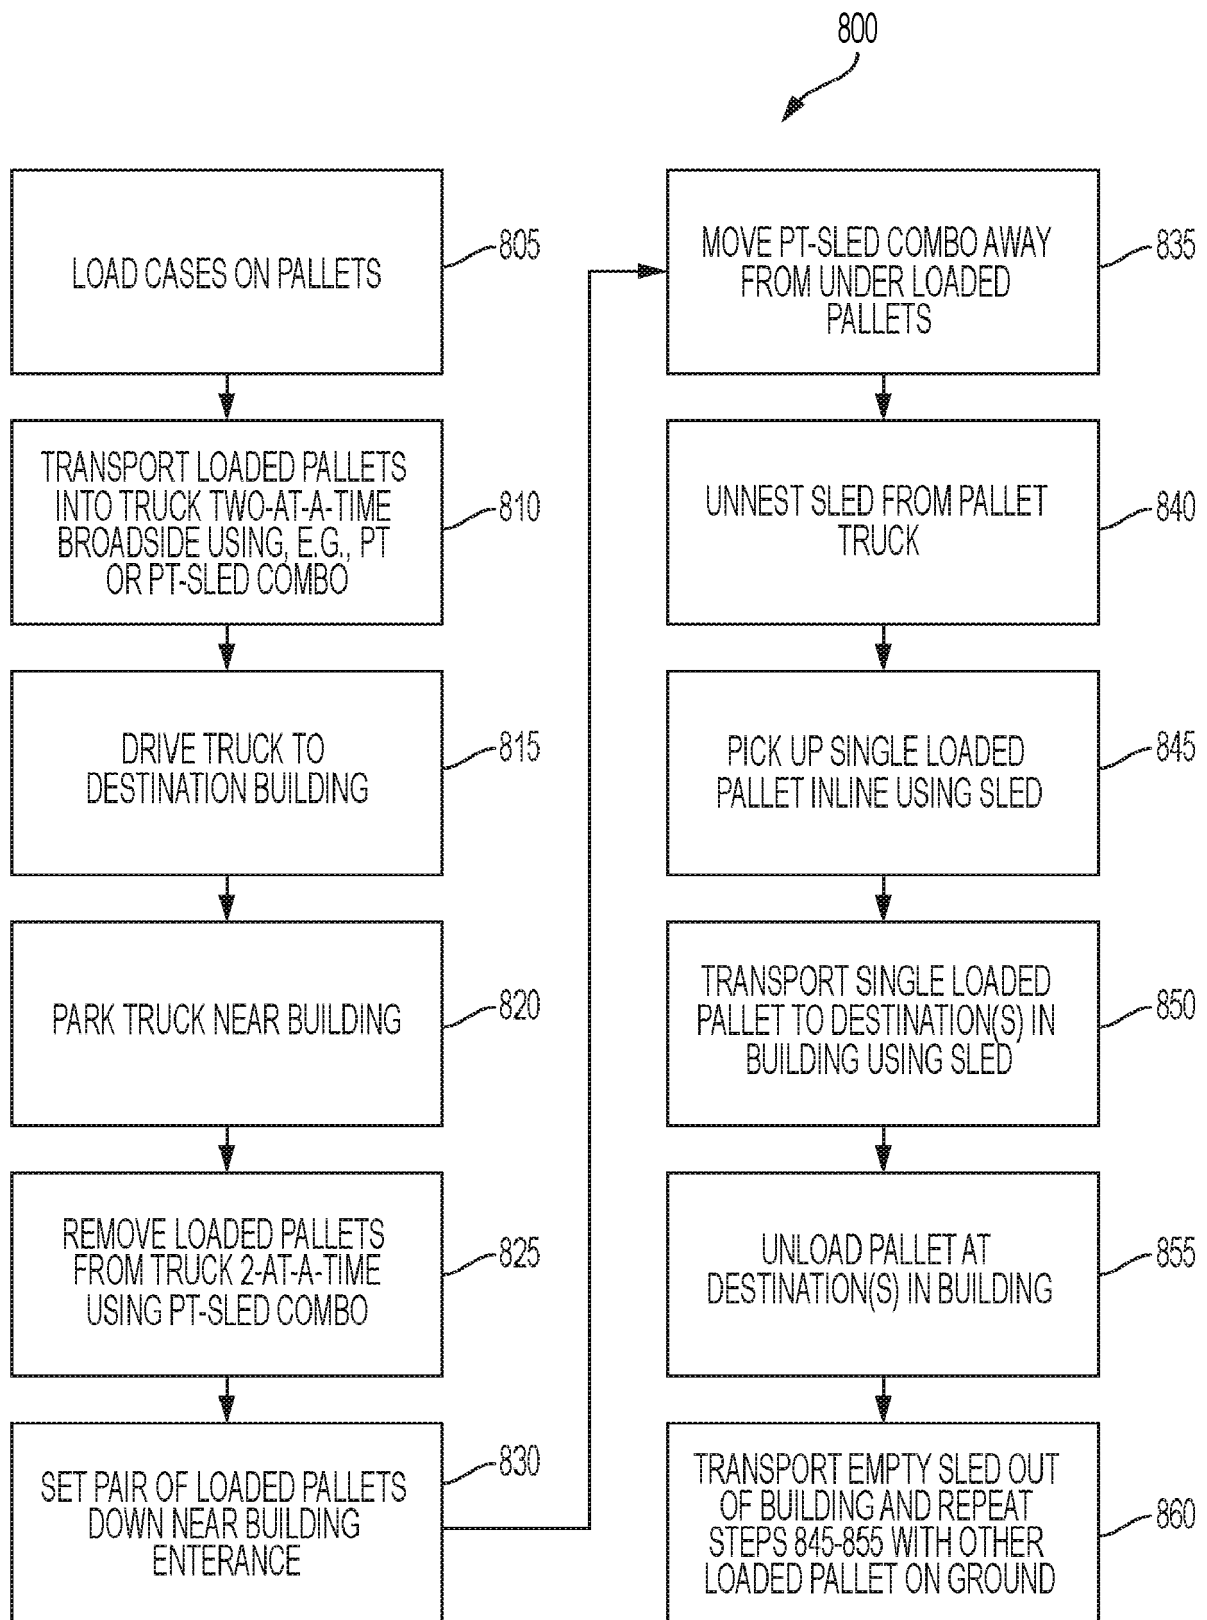 800
LOAD CASES ON PALLETS
805
TRANSPORT LOADED PALLETS
INTO TRUCK TWO-AT-A-TIME
BROADSIDE USING, E.G., PT
OR PT-SLED COMBO
810
DRIVE TRUCK TO
DESTINATION BUILDING
815
PARK TRUCK NEAR BUILDING
820
REMOVE LOADED PALLETS
FROM TRUCK 2-AT-A-TIME
USING PT-SLED COMBO
825
SET PAIR OF LOADED PALLETS
DOWN NEAR BUILDING
ENTERANCE
830
MOVE PT-SLED COMBO AWAY
FROM UNDER LOADED
PALLETS
835
UNNEST SLED FROM PALLET
TRUCK
840
PICK UP SINGLE LOADED
PALLET INLINE USING SLED
845
TRANSPORT SINGLE LOADED
PALLET TO DESTINATION(S) IN
BUILDING USING SLED
850
UNLOAD PALLET AT
DESTINATION(S) IN BUILDING
855
TRANSPORT EMPTY SLED OUT
OF BUILDING AND REPEAT
STEPS 845-855 WITH OTHER
LOADED PALLET ON GROUND
860